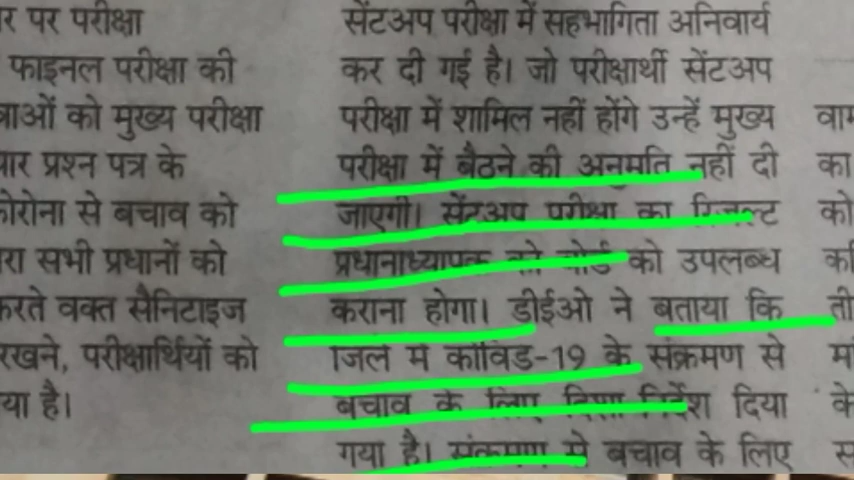 र पर परीक्षा
फाइनल परीक्षा की
त्राओं को मुख्य परीक्षा
प्रश्न पत्र के
से बचाव को
सभी प्रधानों को
करते वक्त सैनिटाइज
रखने, परीक्षार्थियों को
या है।
सेंटअप परीक्षा में सहभागिता अनिवार्य
कर दी गई है। जो परीक्षार्थी सेंटअप
परीक्षा में शामिल नहीं होंगे उन्हें मुख्य
परीक्षा में बैठने की अनुमति नहीं दी
जाएगी। सेंटअप परीक्षा का रिजल्ट
प्रधानाध्यापक को बोर्ड को उपलब्ध
कराना होगा। डीईओ ने बताया कि
जिले में कोविड-19 के संक्रमण से
बचाव के लिए दिशा निर्देश दिया
गया है। संक्रमण से बचाव के लिए
का
को
के